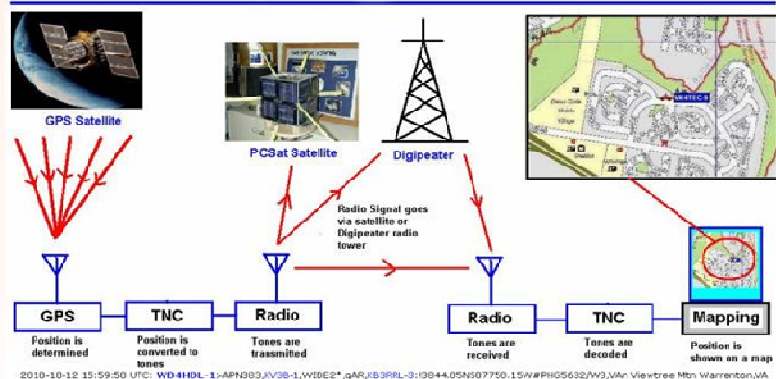 GPS Satellite
PCSat Satellite
Digipeater
VK4TEC-9
Radio Signal goes
via satellite or
Digipeater radio
tower
GPS
TNC
Radio
Radio
TNC
Mapping
Position is
determined
Position is
converted to
tones
Tones are
transmitted
Tones are
received
Tones are
decoded
Position is
shown on a map
2010-10-12 15:59:50 UTC: WD4HDL-1>APN383,KV3B-1,WIDE2*,qAR,KB3RRL-3:!3844.05NS07750.15W#PHG5632/W3,VAn Viewtree Mtn Warrenton,VA